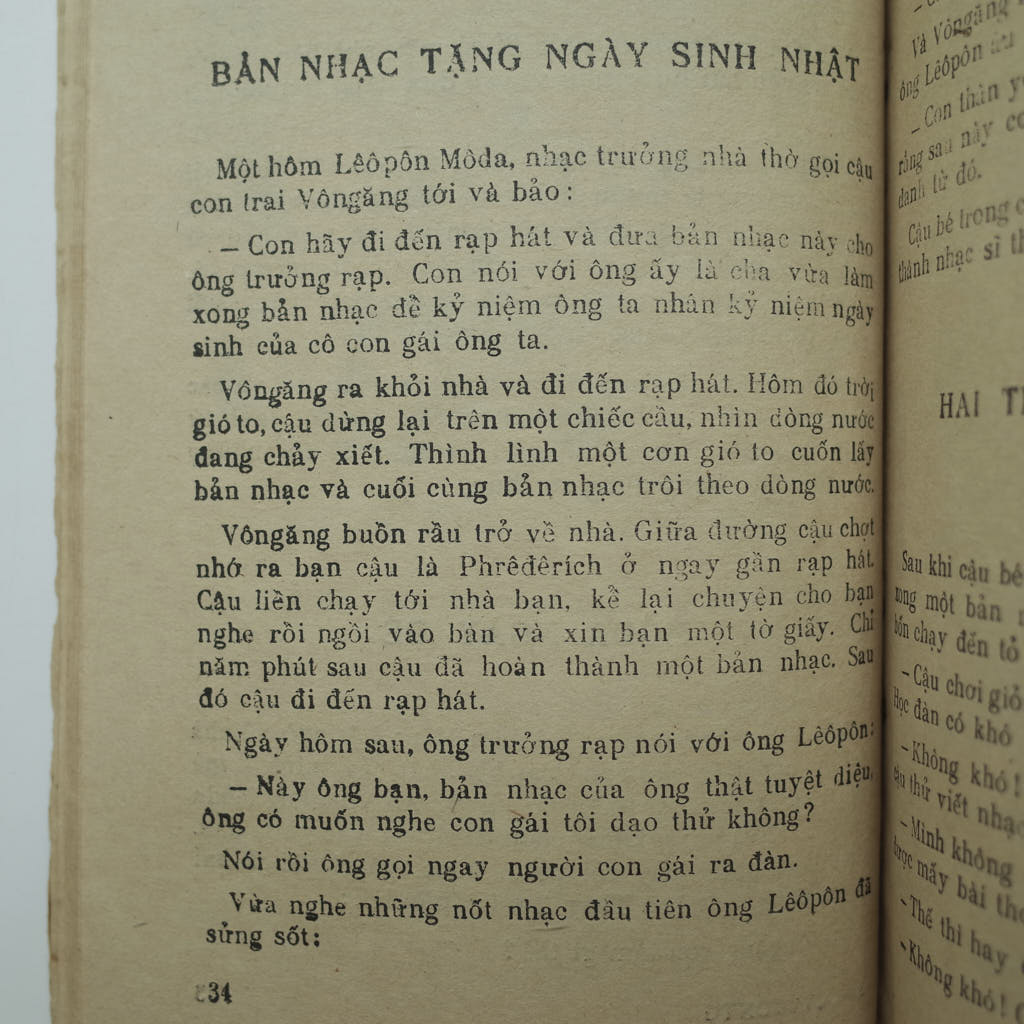 BẢN NHẠC TẶNG NGÀY SINH NHẬT
Một hôm Lêôpôn Môda, nhạc trưởng nhà thờ gọi cậu
con trai Vôngăng tới và bảo:
— Con hãy đi đến rạp hát và đưa bản nhạc này cho
ông trưởng rạp. Con nói với ông ấy là cha vừa làm
xong bản nhạc để kỷ niệm ông ta nhân kỷ niệm ngày
sinh của cô con gái ông ta.
Vôngăng ra khỏi nhà và đi đến rạp hát. Hôm đó trời
gió to, cậu dừng lại trên một chiếc cầu, nhìn dòng nước
đang chảy xiết. Thình lình một cơn gió to cuốn lấy
bản nhạc và cuối cùng bản nhạc trôi theo dòng nước.
Vôngăng buồn rầu trở về nhà. Giữa đường cậu chợt
nhớ ra bạn cậu là Phrêđêrích ở ngay gần rạp hát.
Cậu liền chạy tới nhà bạn, kể lại chuyện cho bạn
nghe rồi ngồi vào bàn và xin bạn một tờ giấy. Chỉ
năm phút sau cậu đã hoàn thành một bản nhạc. Sau
đó cậu đi đến rạp hát.
Ngày hôm sau, ông trưởng rạp nói với ông Lêôpôn:
— Này ông bạn, bản nhạc của ông thật tuyệt diệu,
ông có muốn nghe con gái tôi dạo thử không?
Nói rồi ông gọi ngay người con gái ra đàn.
Vừa nghe những nốt nhạc đầu tiên ông Lêôpôn đã
sửng sốt:
34
Và Vôngăng
ông Lêôpôn
— Con thân
rằng sau này
danh từ đó.
Cậu bé trong
thành nhạc sĩ
HAI
Sau khi cậu bé
trong một bản
bốn chạy đến tỏ
— Cậu chơi giỏ
Học đàn có khó
— Không khó!
cậu thử viết nhạc
— Mình không
được mấy bài thơ
— Thế thì hay
— Không khó!